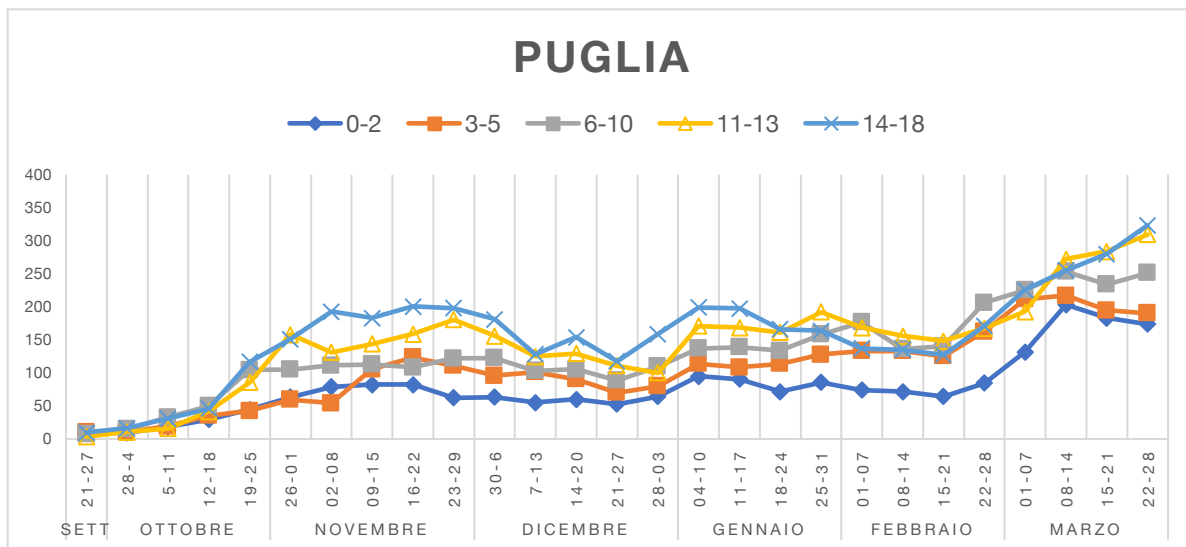 PUGLIA
0-2 3-5 6-10 11-13 14-18
400
350
300
250
200
150
100
50
0
21-27 28-4 5-11 12-18 19-25 26-01 02-08 09-15 16-22 23-29 30-6 7-13 14-20 21-27 28-03 04-10 11-17 18-24 25-31 01-07 08-14 15-21 22-28 01-07 08-14 15-21 22-28
SETT OTTOBRE NOVEMBRE DICEMBRE GENNAIO FEBBRAIO MARZO